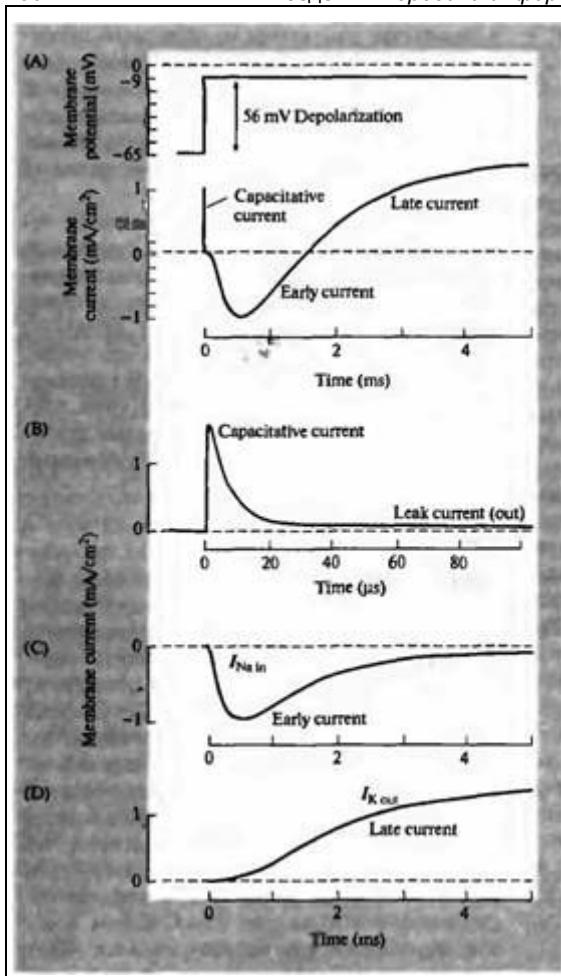 (A)
Membrane
potential (mV)
0
-9
-65
56 mV Depolarization
Membrane
current (mA/cm²)
1
0
-1
Capacitative
current
Late current
Early current
0 2 4
Time (ms)
(B)
1
0
Capacitative current
Leak current (out)
0 20 40 60 80
Time (μs)
Membrane current (mA/cm²)
(C)
0
-1
I Na in
Early current
0 2 4
(D)
1
0
I K out
Late current
0 2 4
Time (ms)